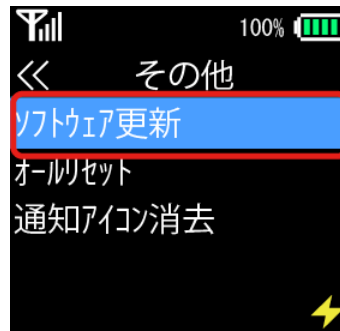 100%
≪ その他
ソフトウェア更新
オールリセット
通知アイコン消去